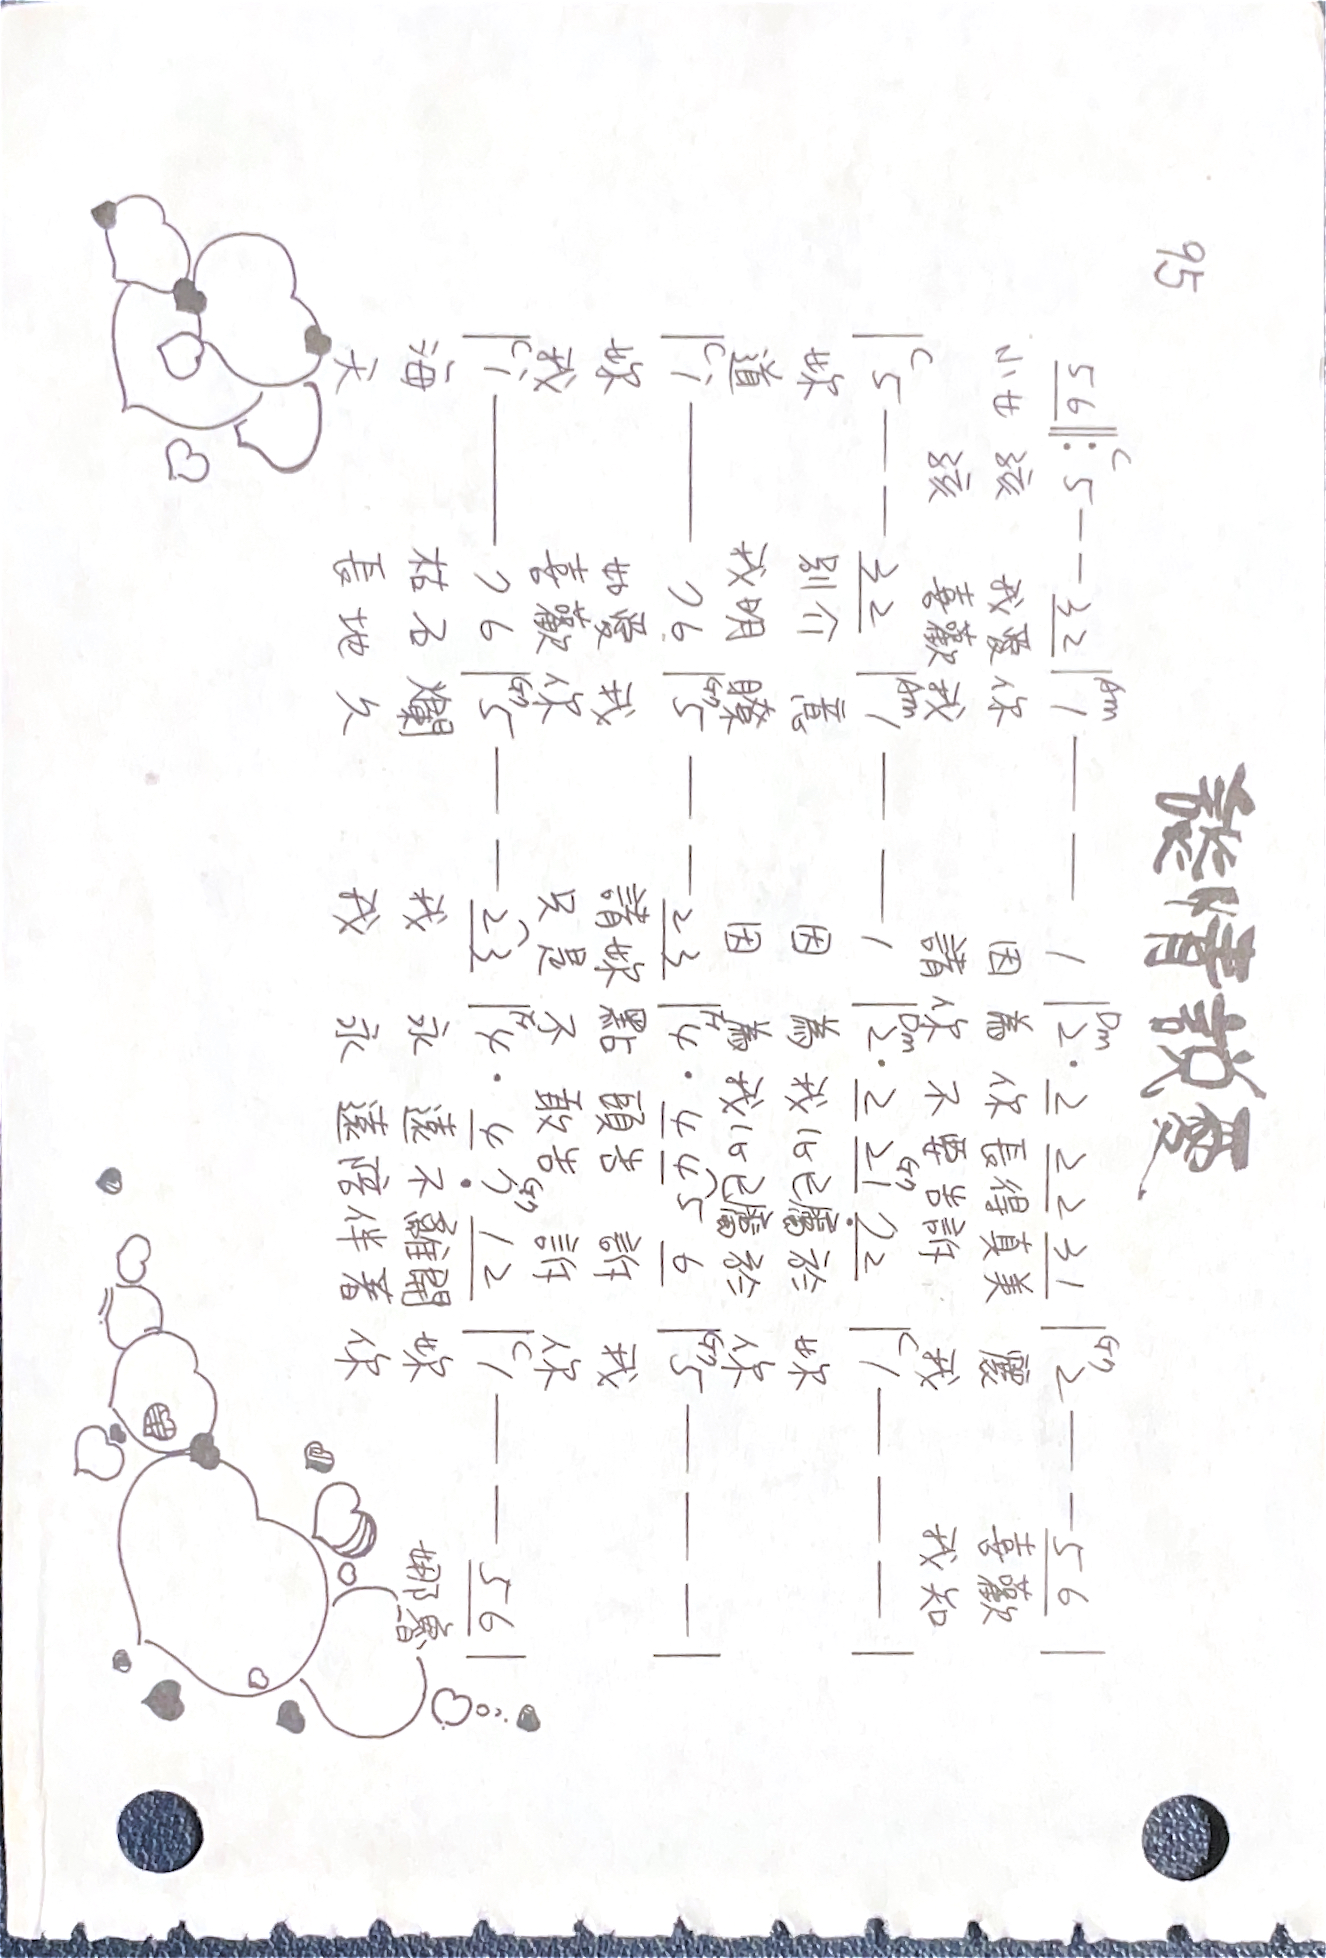 談情説愛
95
C Am Dm G7
56 ‖: 5 — — 32 | 1 — — 1 | 2 · 2 22 31 | 2 — — 56 |
小女孩 我愛你 因為你長得真美麗 喜歡
孩 喜歡我 請你不要告訴我 我知
C Am Dm G7 C
| 5 — — 32 | 1 — — 1 | 2 · 2 21 7̣2 | 1 — — — |
妳 別介意 因為我心已屬於妳
道 我明瞭 因為我心已屬於你
C G7 F G7
| i — 76 | 5 — — 23 | 4 · 4 45 6 | 5 — — — |
妳 如愛我 請妳點頭告訴我
我 喜歡你 只是不敢告訴你
C G7 F G7 C
| i — 76 | 5 — — 23 | 4 · 4 7̣ 12 | 1 — — 56 |
海 枯石爛 我永遠不離開妳 娜魯
天 長地久 我永遠陪伴著你